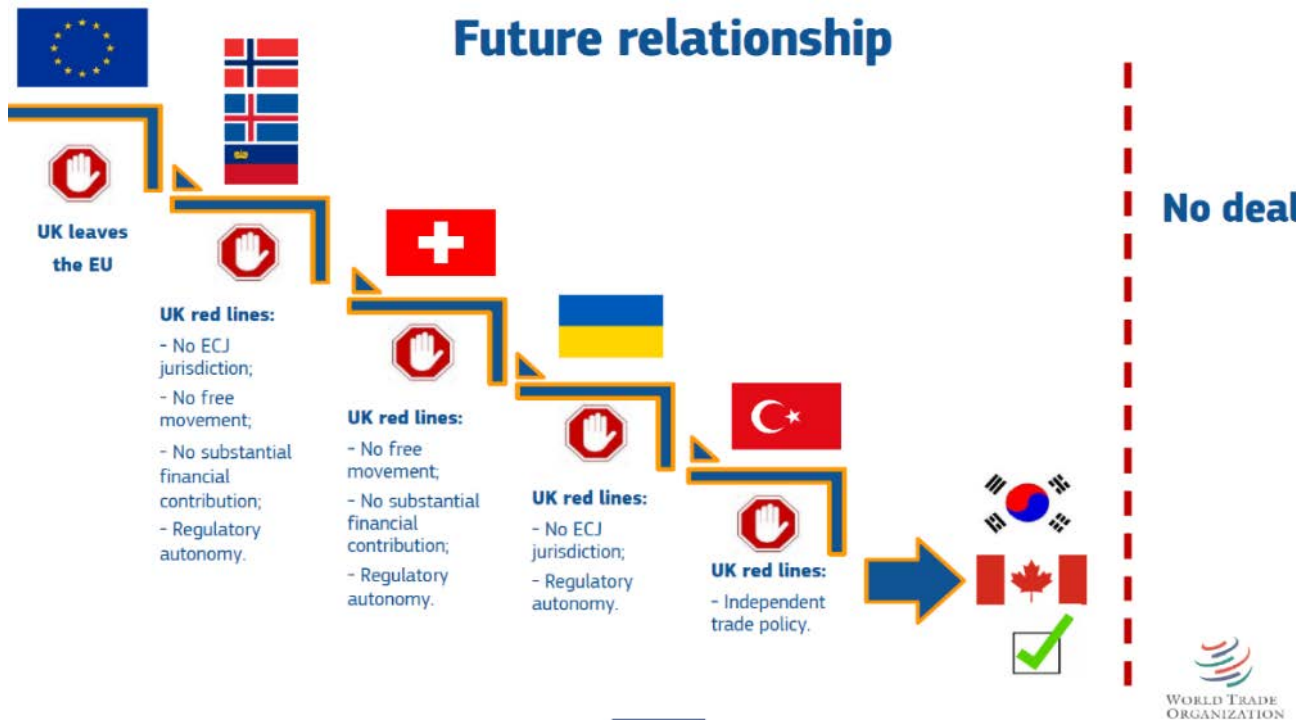 Future relationship
No deal
UK leaves
the EU
UK red lines:
- No ECJ
jurisdiction;
- No free
movement;
- No substantial
financial
contribution;
- Regulatory
autonomy.
UK red lines:
- No free
movement;
- No substantial
financial
contribution;
- Regulatory
autonomy.
UK red lines:
- No ECJ
jurisdiction;
- Regulatory
autonomy.
UK red lines:
- Independent
trade policy.
WORLD TRADE
ORGANIZATION